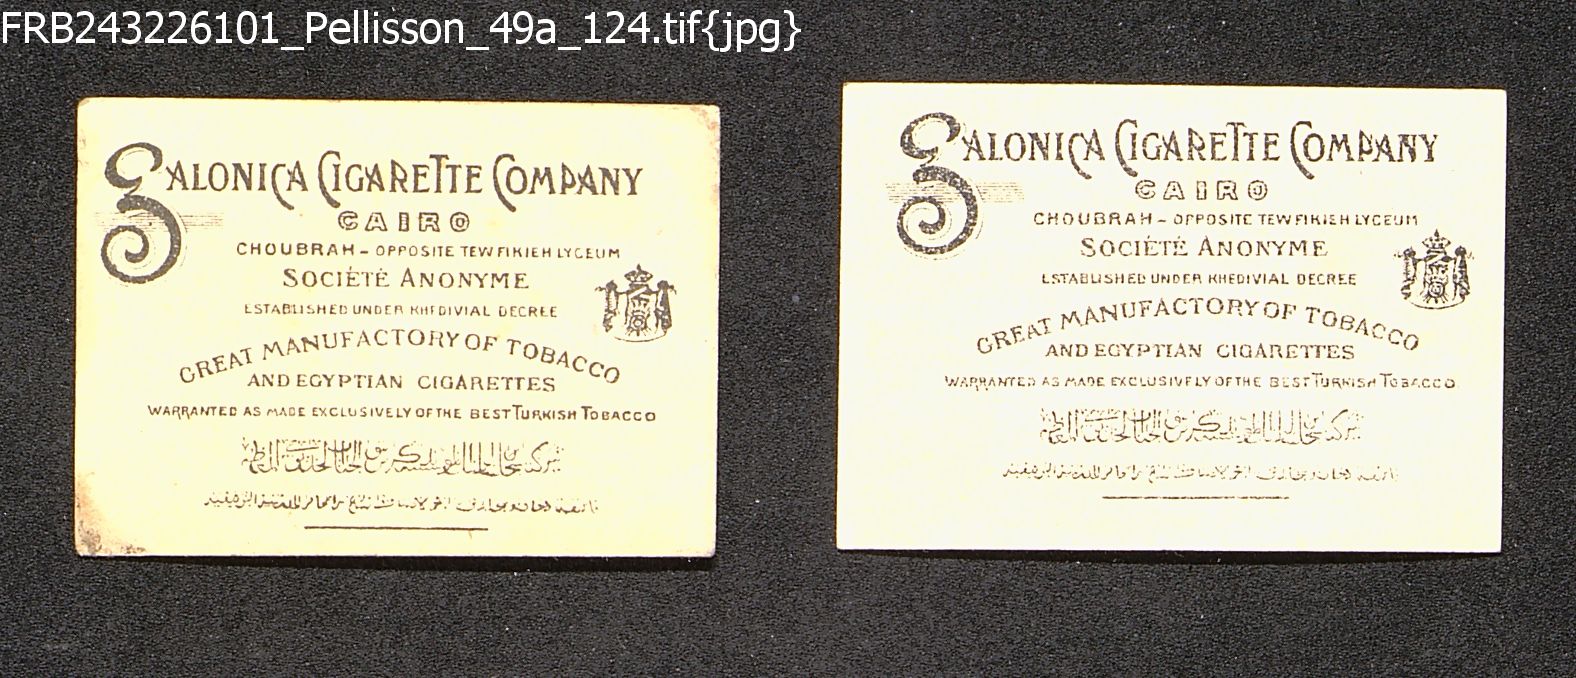 FRB243226101_Pellisson_49a_124.tif{jpg}
SALONICA CIGARETTE COMPANY
CAIRO
CHOUBRAH - OPPOSITE TEWFIKIEH LYCEUM
SOCIÉTÉ ANONYME
ESTABLISHED UNDER KHEDIVIAL DECREE
GREAT MANUFACTORY OF TOBACCO
AND EGYPTIAN CIGARETTES
WARRANTED AS MADE EXCLUSIVELY OF THE BEST TURKISH TOBACCO
SALONICA CIGARETTE COMPANY
CAIRO
CHOUBRAH - OPPOSITE TEWFIKIEH LYCEUM
SOCIÉTÉ ANONYME
ESTABLISHED UNDER KHEDIVIAL DECREE
GREAT MANUFACTORY OF TOBACCO
AND EGYPTIAN CIGARETTES
WARRANTED AS MADE EXCLUSIVELY OF THE BEST TURKISH TOBACCO